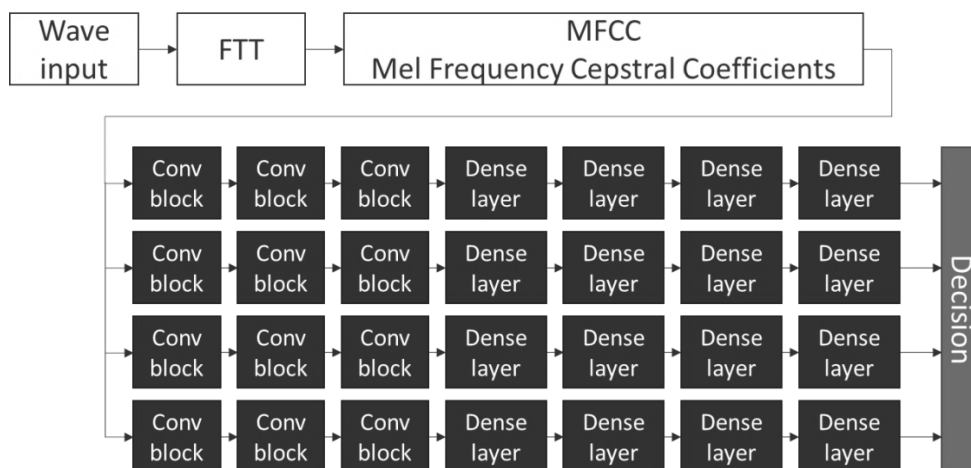 Wave
input
FTT
MFCC
Mel Frequency Cepstral Coefficients
Conv
block
Conv
block
Conv
block
Dense
layer
Dense
layer
Dense
layer
Dense
layer
Conv
block
Conv
block
Conv
block
Dense
layer
Dense
layer
Dense
layer
Dense
layer
Conv
block
Conv
block
Conv
block
Dense
layer
Dense
layer
Dense
layer
Dense
layer
Conv
block
Conv
block
Conv
block
Dense
layer
Dense
layer
Dense
layer
Dense
layer
Decision